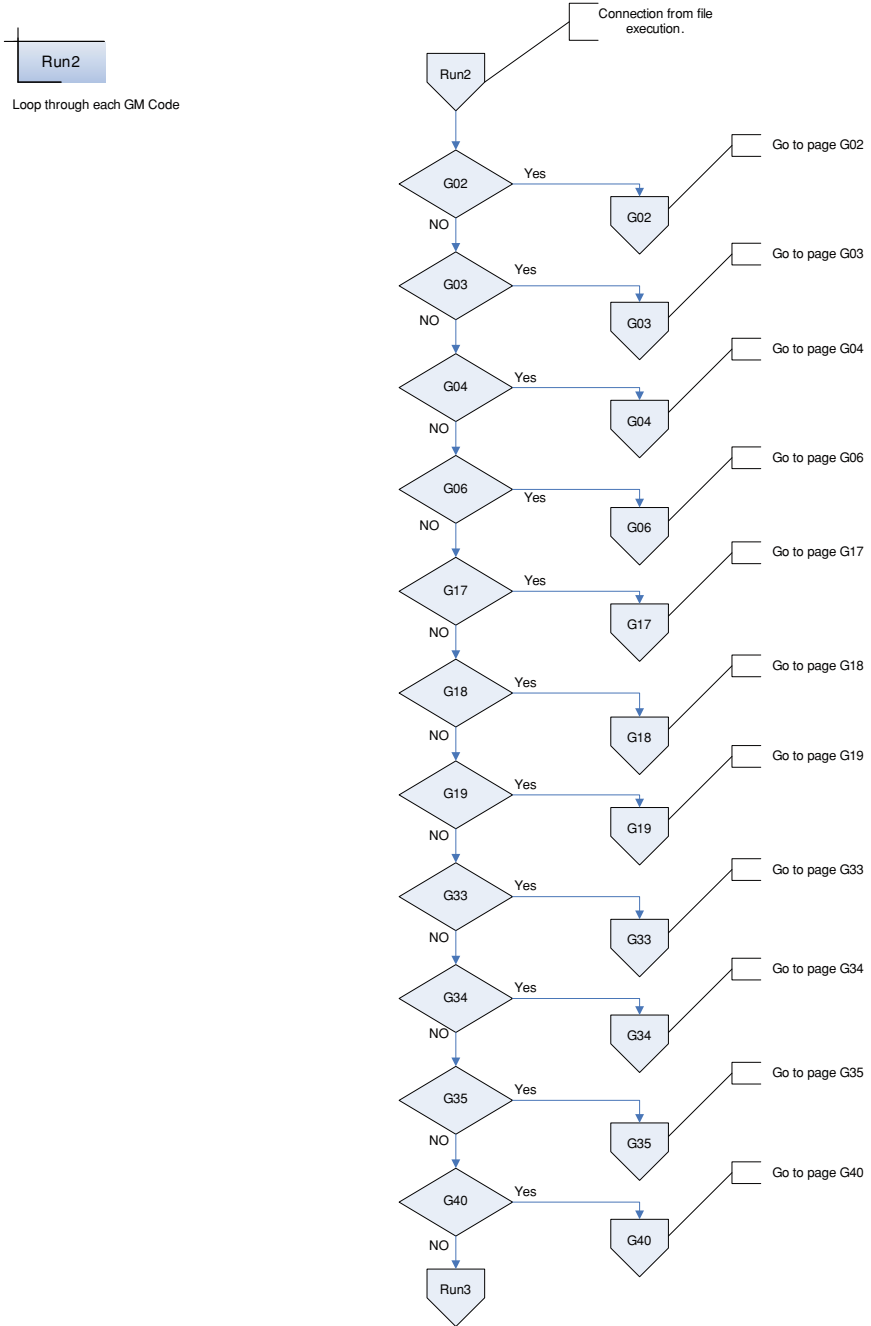 Connection from file
execution.
Run2
Loop through each GM Code
Run2
G02
Yes
G02
Go to page G02
NO
G03
Yes
G03
Go to page G03
NO
G04
Yes
G04
Go to page G04
NO
G06
Yes
G06
Go to page G06
NO
G17
Yes
G17
Go to page G17
NO
G18
Yes
G18
Go to page G18
NO
G19
Yes
G19
Go to page G19
NO
G33
Yes
G33
Go to page G33
NO
G34
Yes
G34
Go to page G34
NO
G35
Yes
G35
Go to page G35
NO
G40
Yes
G40
Go to page G40
NO
Run3